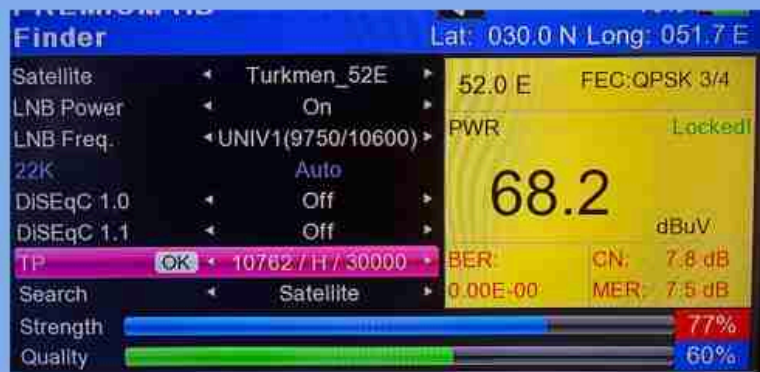 Finder
Lat: 030.0 N Long: 051.7 E
Satellite Turkmen_52E
LNB Power On
LNB Freq. UNIV1(9750/10600)
22K Auto
DiSEqC 1.0 Off
DiSEqC 1.1 Off
TP OK 10762 / H / 30000
Search Satellite
52.0 E FEC:QPSK 3/4
PWR Locked!
68.2
dBuV
BER: CN: 7.8 dB
0.00E-00 MER: 7.5 dB
Strength 77%
Quality 60%